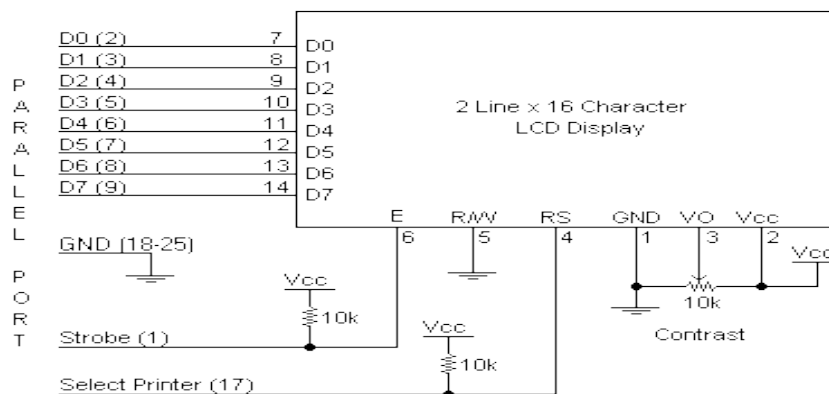 D0 (2) 7 D0
D1 (3) 8 D1
D2 (4) 9 D2
D3 (5) 10 D3
D4 (6) 11 D4
D5 (7) 12 D5
D6 (8) 13 D6
D7 (9) 14 D7
2 Line x 16 Character
LCD Display
PARALLEL PORT
E R/W RS GND VO Vcc
6 5 4 1 3 2
GND (18-25)
Vcc
Vcc
10k
10k
Contrast
Strobe (1)
Vcc
10k
Select Printer (17)